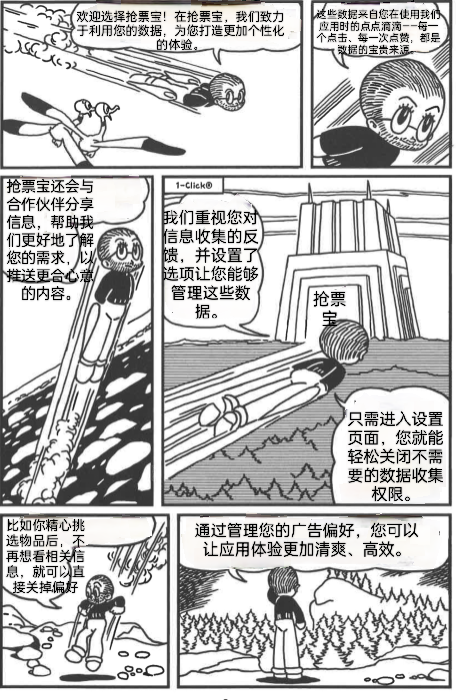 欢迎选择抢票宝！在抢票宝，我们致力
于利用您的数据，为您打造更加个性化
的体验。
这些数据来自您在使用我们
应用时的点点滴滴——每一
个点击、每一次点赞，都是
数据的宝贵来源。
抢票宝还会与
合作伙伴分享
信息，帮助我
们更好地了解
您的需求，以
推送更合心意
的内容。
1-Click®
我们重视您对
信息收集的反
馈，并设置了
选项让您能够
管理这些数
据。
抢票
宝
只需进入设置
页面，您就能
轻松关闭不需
要的数据收集
权限。
比如你精心挑
选物品后，不
再想看相关信
息，就可以直
接关掉偏好
通过管理您的广告偏好，您可以
让应用体验更加清爽、高效。